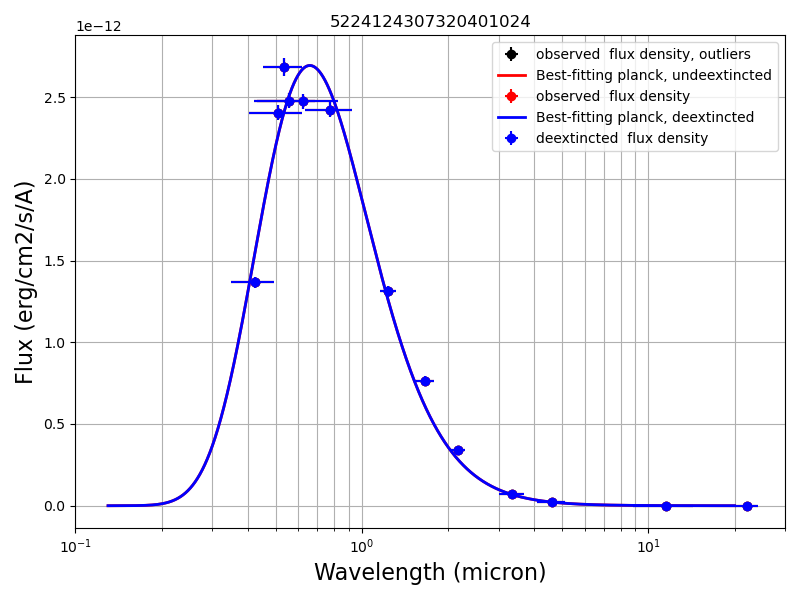 5224124307320401024
1e−12
observed  flux density, outliers
Best-fitting planck, undeextincted
observed  flux density
Best-fitting planck, deextincted
deextincted  flux density
Flux (erg/cm2/s/A)
2.5
2.0
1.5
1.0
0.5
0.0
10⁻¹
10⁰
10¹
Wavelength (micron)